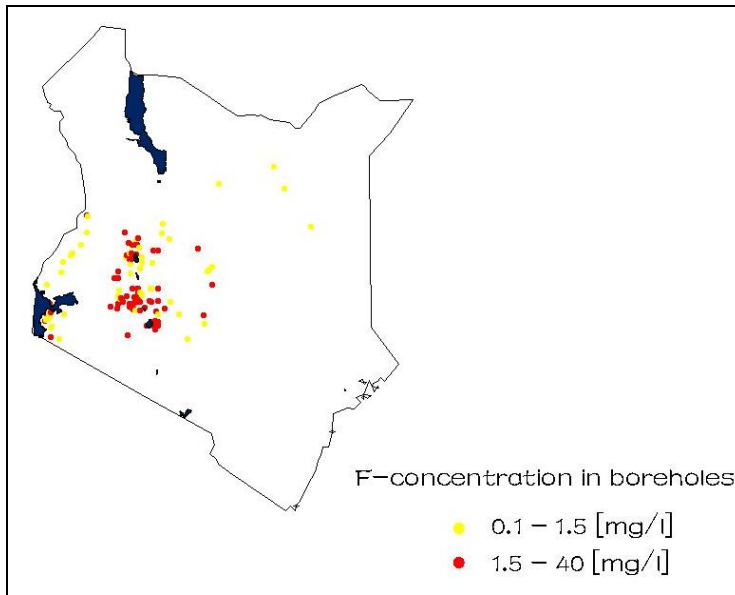 F-concentration in boreholes
0.1 - 1.5 [mg/l]
1.5 - 40 [mg/l]